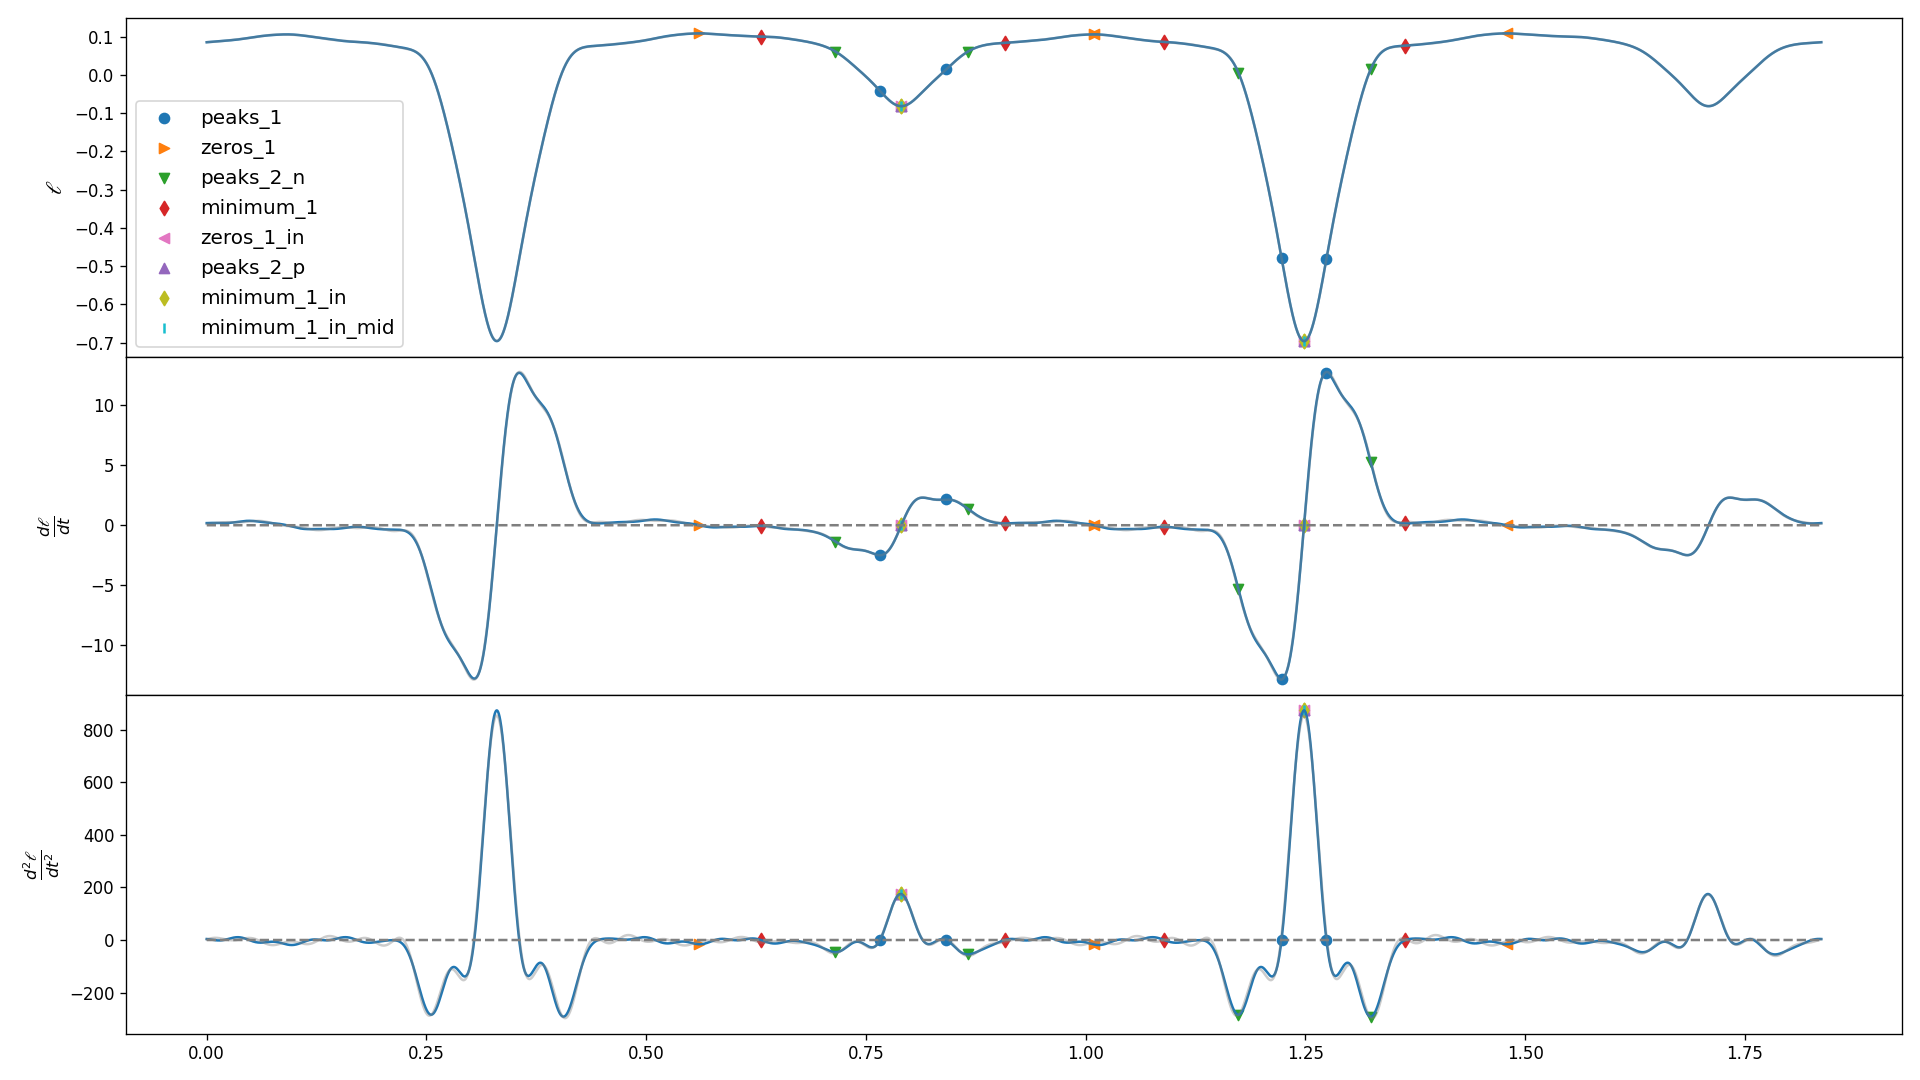 0.1
0.0
−0.1
−0.2
−0.3
−0.4
−0.5
−0.6
−0.7
ℓ
peaks_1
zeros_1
peaks_2_n
minimum_1
zeros_1_in
peaks_2_p
minimum_1_in
minimum_1_in_mid
10
5
0
−5
−10
dℓ
dt
800
600
400
200
0
−200
d²ℓ
dt²
0.00 0.25 0.50 0.75 1.00 1.25 1.50 1.75